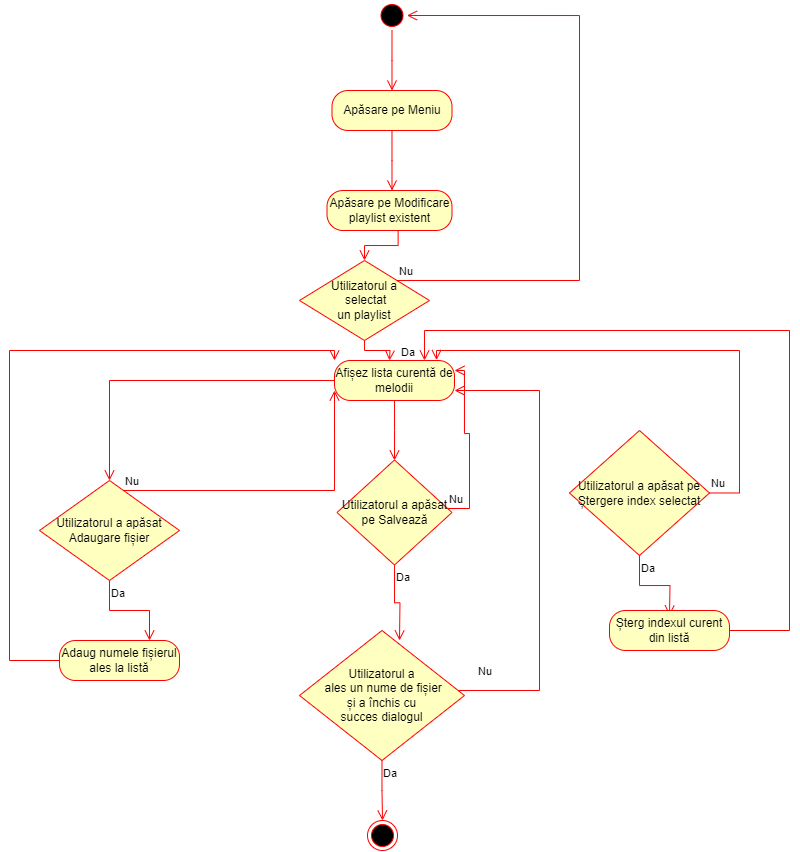 Apăsare pe Meniu
Apăsare pe Modificare
playlist existent
Nu
Utilizatorul a
selectat
un playlist
Da
Afișez lista curentă de
melodii
Nu
Utilizatorul a apăsat
Adaugare fișier
Da
Adaug numele fișierul
ales la listă
Nu
Utilizatorul a apăsat
pe Salvează
Da
Nu
Utilizatorul a
ales un nume de fișier
și a închis cu
succes dialogul
Da
Nu
Utilizatorul a apăsat pe
Ștergere index selectat
Da
Șterg indexul curent
din listă